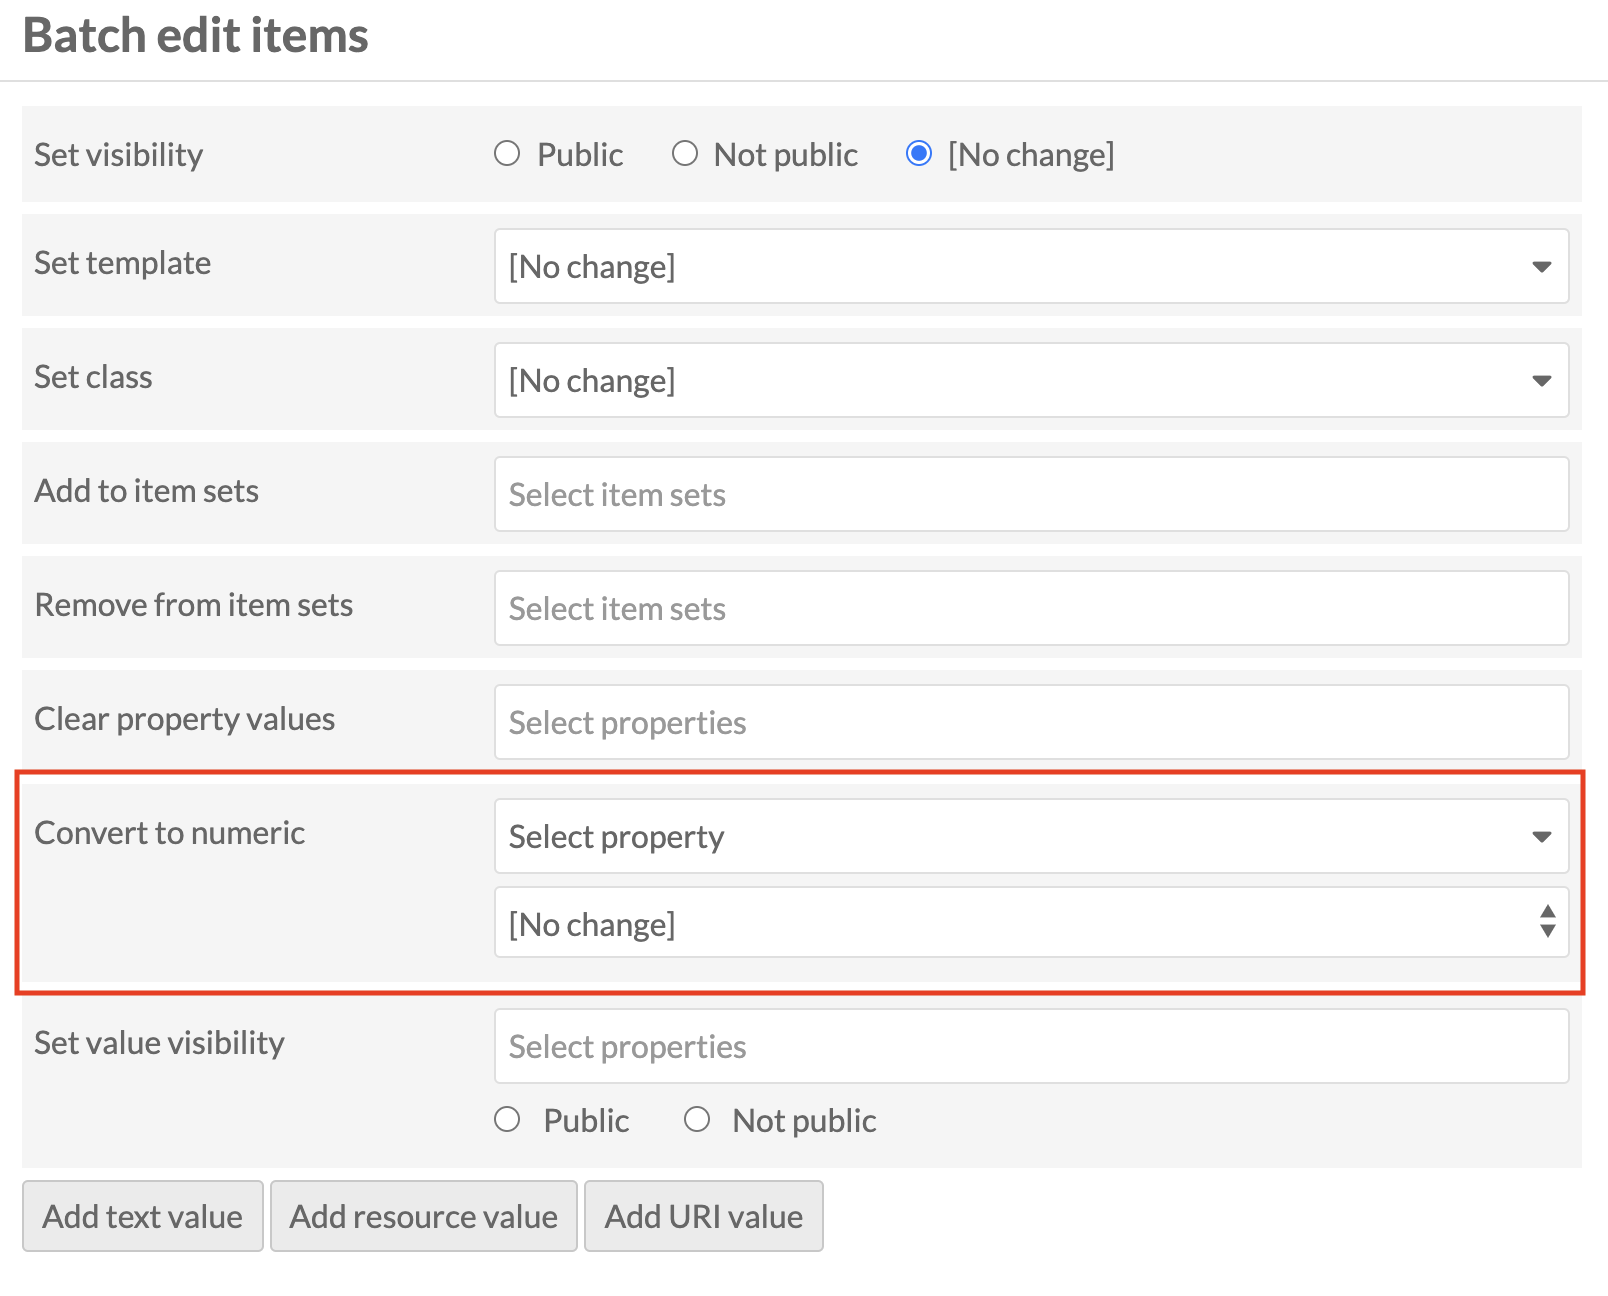 Batch edit items
Set visibility Public Not public [No change]
Set template [No change]
Set class [No change]
Add to item sets Select item sets
Remove from item sets Select item sets
Clear property values Select properties
Convert to numeric Select property
[No change]
Set value visibility Select properties
Public Not public
Add text value Add resource value Add URI value